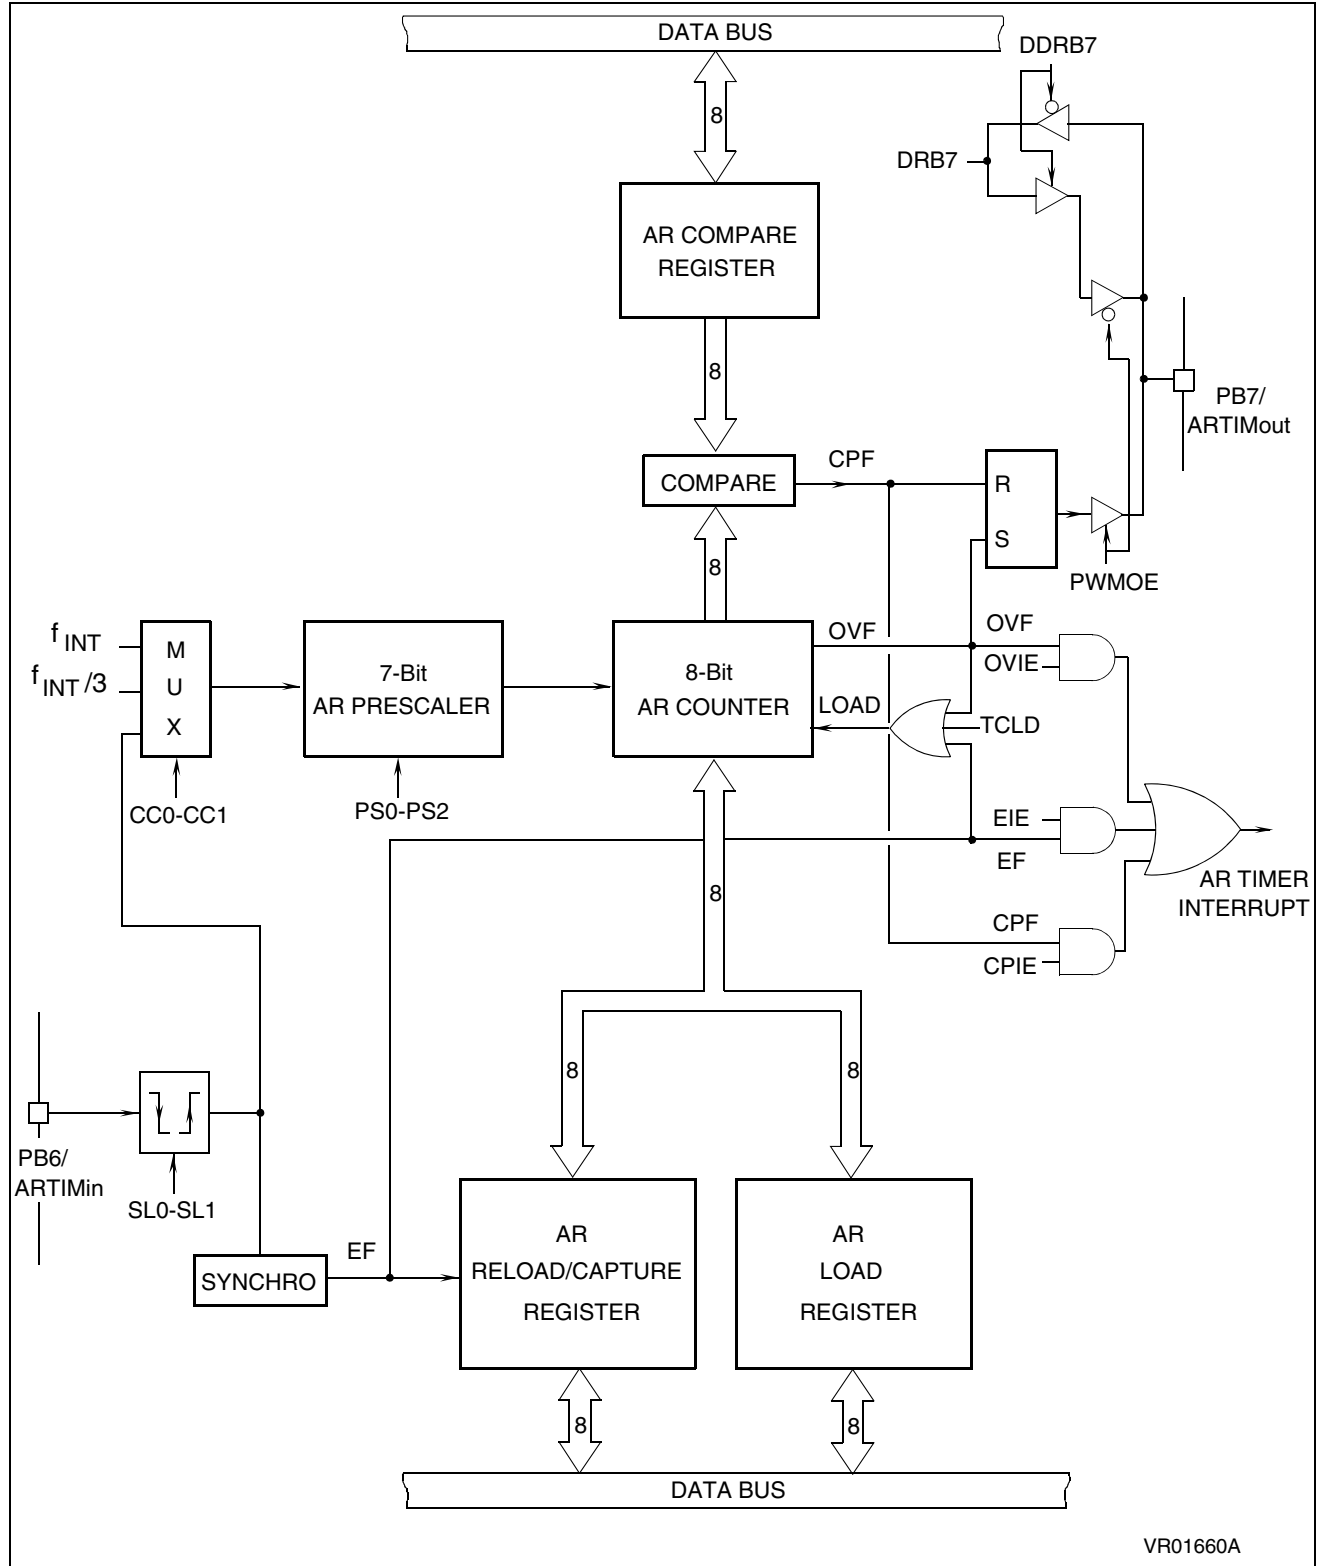 DATA BUS
DDRB7
8
DRB7
AR COMPARE
REGISTER
8
PB7/
ARTIMout
CPF
COMPARE
R
S
8
PWMOE
f INT
f INT /3
M
U
X
7-Bit
AR PRESCALER
8-Bit
AR COUNTER
OVF
OVF
OVIE
LOAD
TCLD
CC0-CC1
PS0-PS2
EIE
EF
AR TIMER
INTERRUPT
8
CPF
CPIE
8
8
PB6/
ARTIMin
SL0-SL1
SYNCHRO
EF
AR
RELOAD/CAPTURE
REGISTER
AR
LOAD
REGISTER
8
8
DATA BUS
VR01660A